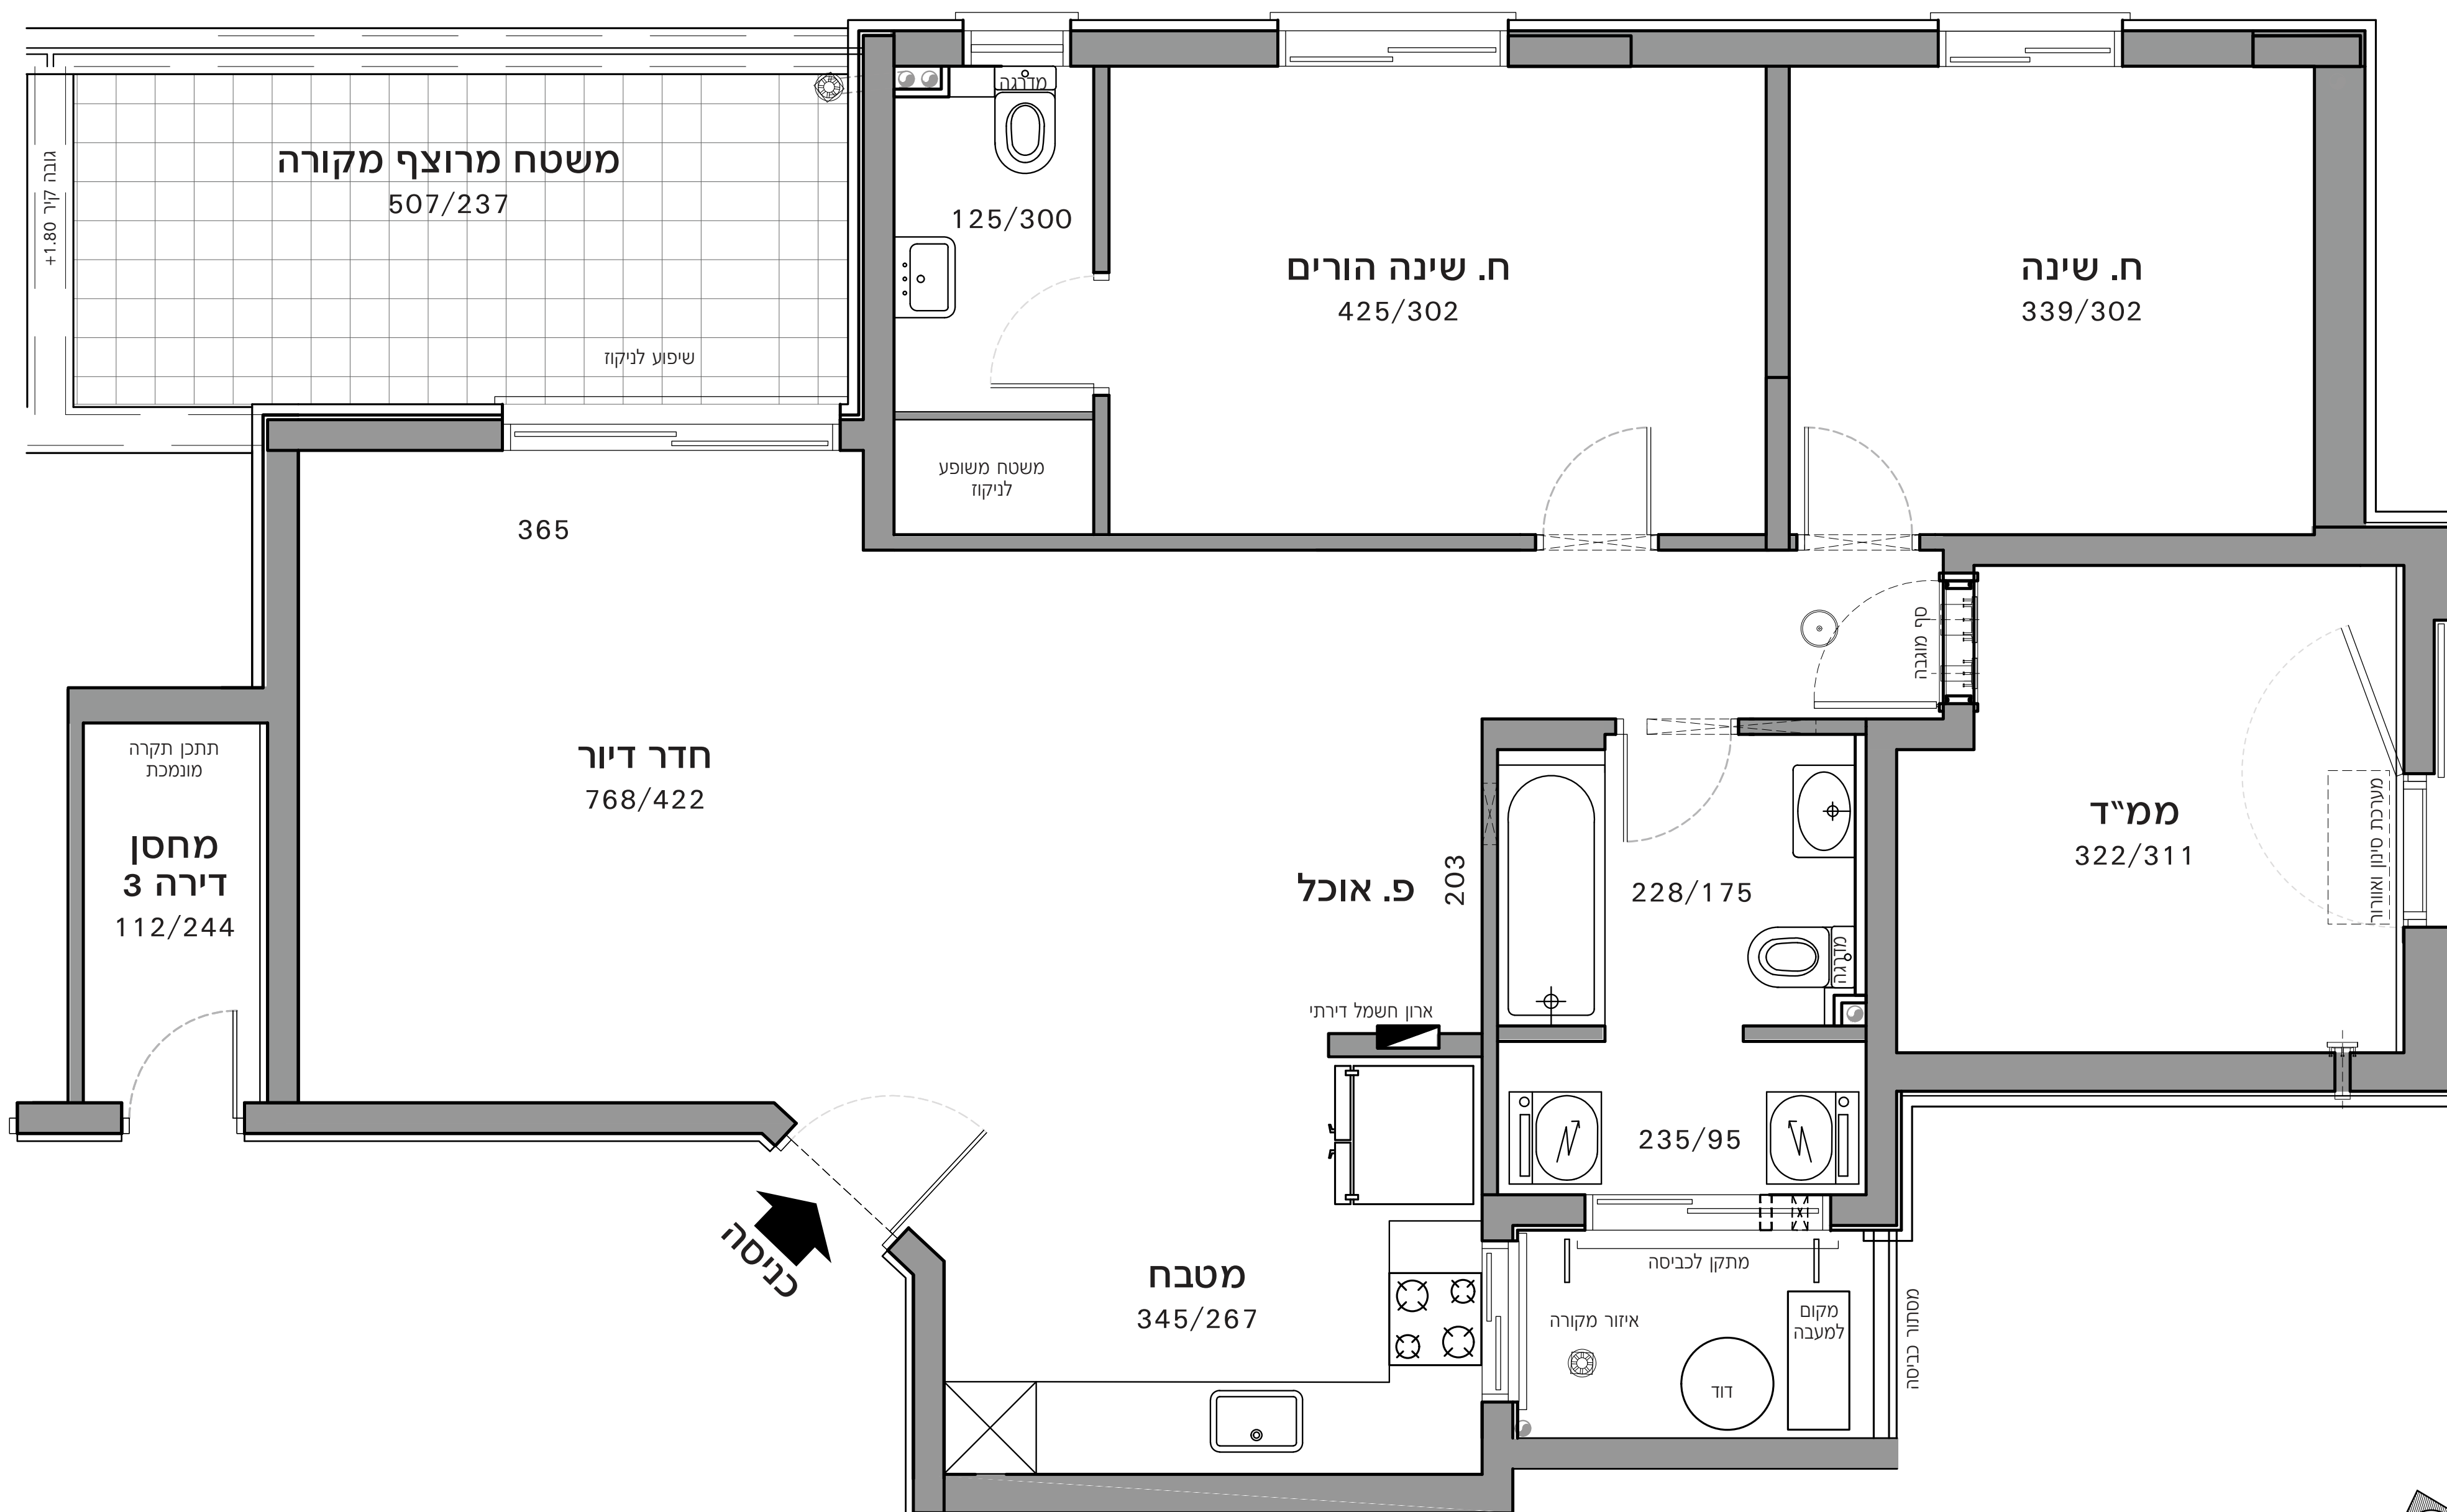 מדרגה
משטח מרוצף מקורה
507/237
גובה קיר 1.80+
125/300
ח. שינה הורים
425/302
ח. שינה
339/302
שיפוע לניקוז
משטח משופע
לניקוז
365
סף מוגבה
תתכן תקרה
מונמכת
חדר דיור
768/422
ממ״ד
322/311
מערכת סינון ואוורור
מחסן
דירה 3
112/244
פ. אוכל
203
228/175
מדרגה
ארון חשמל דירתי
235/95
כניסה
מטבח
345/267
מתקן לכביסה
איזור מקורה
מקום
למעבה
דוד
מסתור כביסה